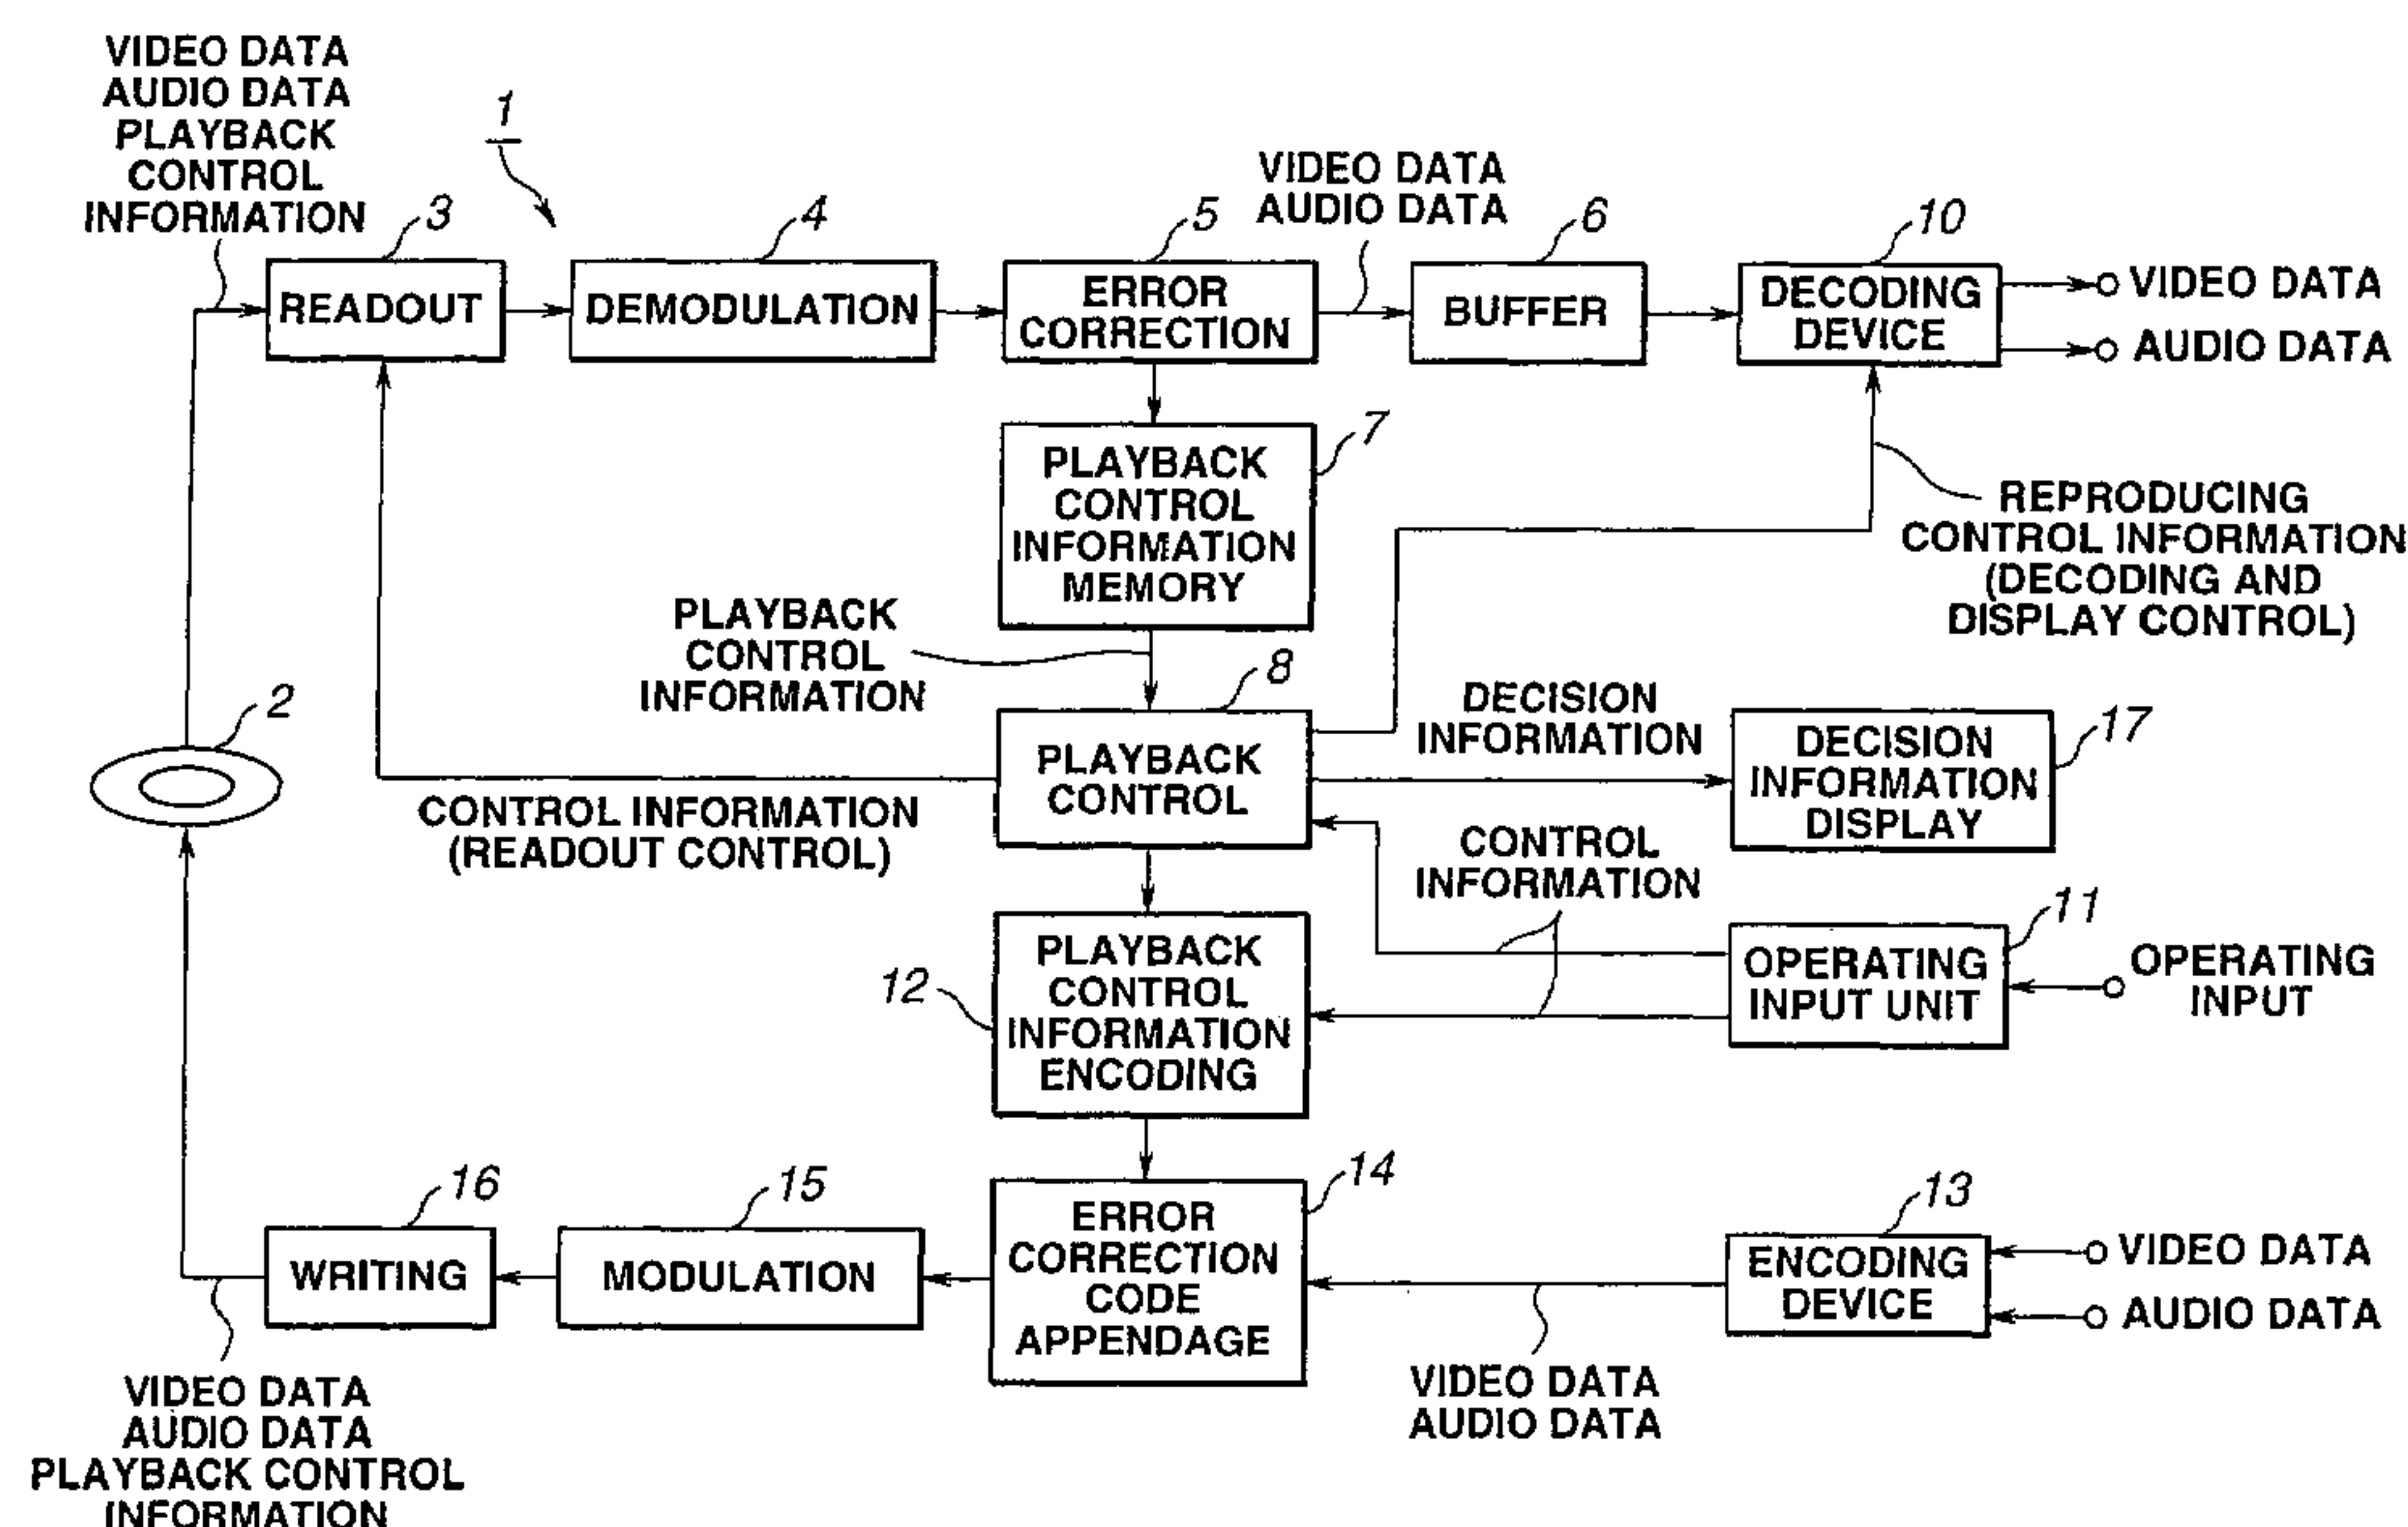 VIDEO DATA
AUDIO DATA
PLAYBACK
CONTROL
INFORMATION
1
3
READOUT
4
DEMODULATION
5
ERROR
CORRECTION
VIDEO DATA
AUDIO DATA
6
BUFFER
10
DECODING
DEVICE
VIDEO DATA
AUDIO DATA
7
PLAYBACK
CONTROL
INFORMATION
MEMORY
REPRODUCING
CONTROL INFORMATION
(DECODING AND
DISPLAY CONTROL)
PLAYBACK
CONTROL
INFORMATION
2
8
PLAYBACK
CONTROL
CONTROL INFORMATION
(READOUT CONTROL)
DECISION
INFORMATION
17
DECISION
INFORMATION
DISPLAY
CONTROL
INFORMATION
12
PLAYBACK
CONTROL
INFORMATION
ENCODING
11
OPERATING
INPUT UNIT
OPERATING
INPUT
16
WRITING
15
MODULATION
14
ERROR
CORRECTION
CODE
APPENDAGE
13
ENCODING
DEVICE
VIDEO DATA
AUDIO DATA
VIDEO DATA
AUDIO DATA
VIDEO DATA
AUDIO DATA
PLAYBACK CONTROL
INFORMATION